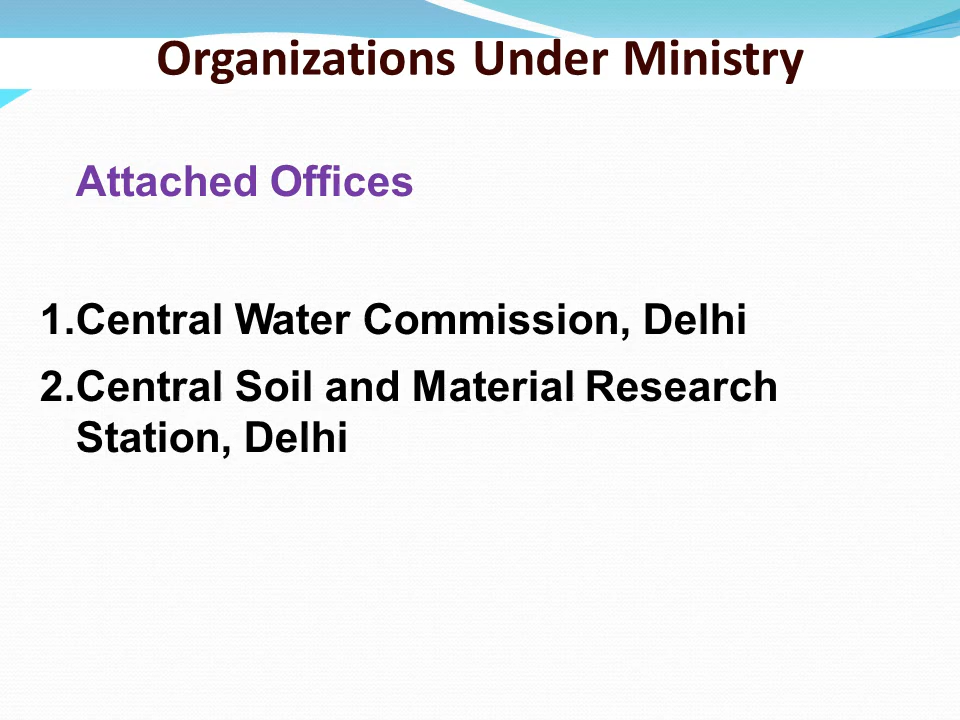 Organizations Under Ministry
Attached Offices
1.Central Water Commission, Delhi
2.Central Soil and Material Research
Station, Delhi